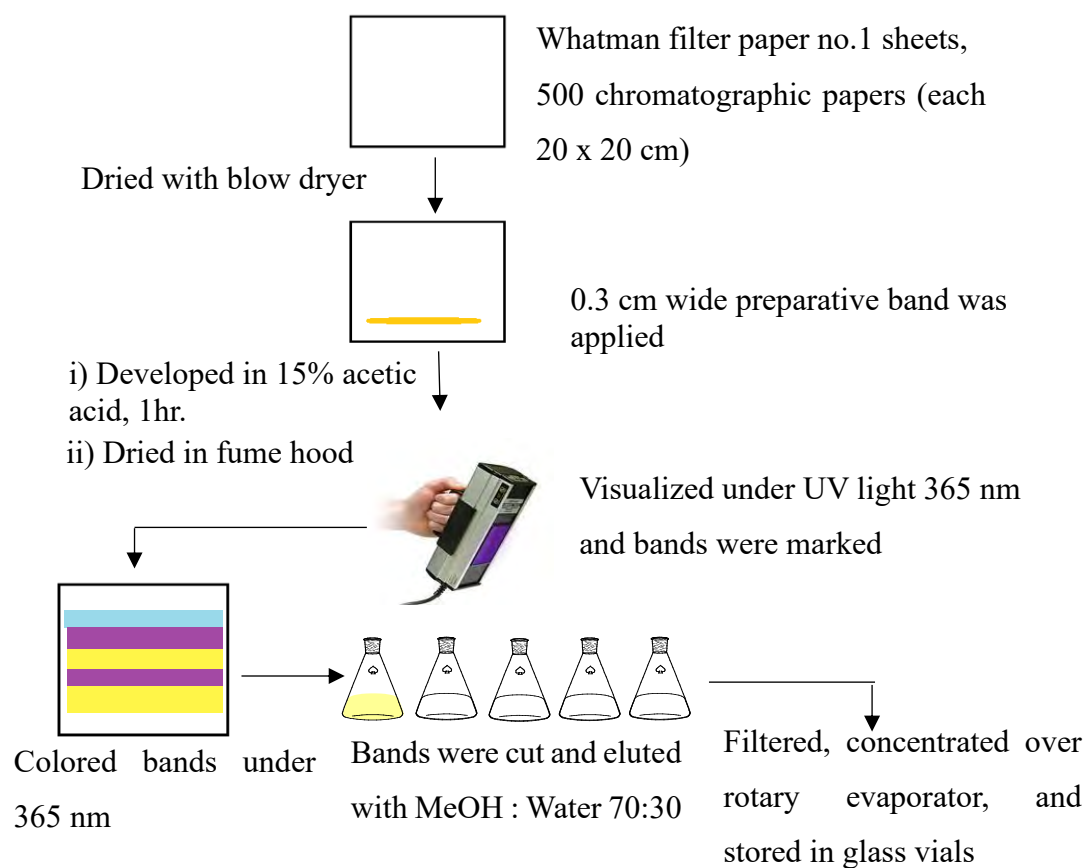 Whatman filter paper no.1 sheets,
500 chromatographic papers (each
20 x 20 cm)
Dried with blow dryer
0.3 cm wide preparative band was
applied
i) Developed in 15% acetic
acid, 1hr.
ii) Dried in fume hood
Visualized under UV light 365 nm
and bands were marked
Colored bands under
365 nm
Bands were cut and eluted
with MeOH : Water 70:30
Filtered, concentrated over
rotary evaporator, and
stored in glass vials